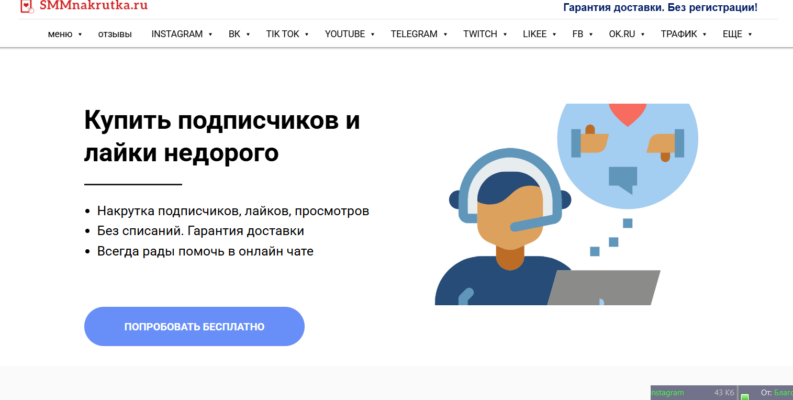 SMMnakrutka.ru
Гарантия доставки. Без регистрации!
меню отзывы INSTAGRAM ВК TIK TOK YOUTUBE TELEGRAM TWITCH LIKEE FB OK.RU ТРАФИК ЕЩЕ
Купить подписчиков и
лайки недорого
• Накрутка подписчиков, лайков, просмотров
• Без списаний. Гарантия доставки
• Всегда рады помочь в онлайн чате
ПОПРОБОВАТЬ БЕСПЛАТНО
nstagram 43 Кб От: